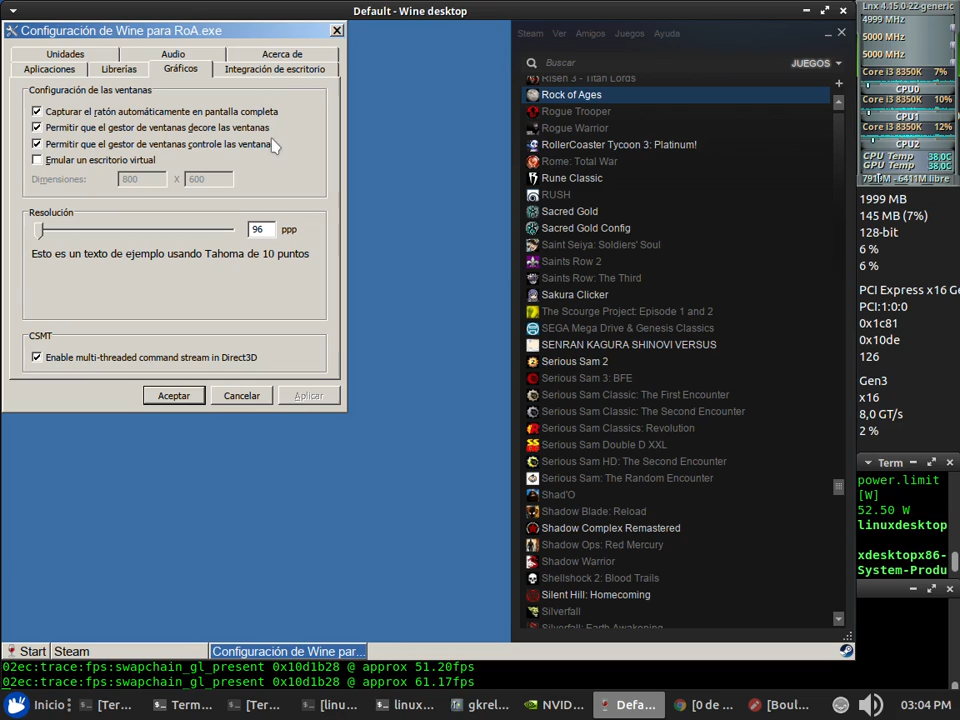 Default - Wine desktop
Configuración de Wine para RoA.exe
Unidades Audio Acerca de
Aplicaciones Librerías Gráficos Integración de escritorio
Configuración de las ventanas
Capturar el ratón automáticamente en pantalla completa
Permitir que el gestor de ventanas decore las ventanas
Permitir que el gestor de ventanas controle las ventana
Emular un escritorio virtual
Dimensiones: 800 X 600
Resolución
96 ppp
Esto es un texto de ejemplo usando Tahoma de 10 puntos
CSMT
Enable multi-threaded command stream in Direct3D
Aceptar Cancelar Aplicar
Steam Ver Amigos Juegos Ayuda
Buscar JUEGOS
Risen 3 - Titan Lords
Rock of Ages
Rogue Trooper
Rogue Warrior
RollerCoaster Tycoon 3: Platinum!
Rome: Total War
Rune Classic
RUSH
Sacred Gold
Sacred Gold Config
Saint Seiya: Soldiers' Soul
Saints Row 2
Saints Row: The Third
Sakura Clicker
The Scourge Project: Episode 1 and 2
SEGA Mega Drive & Genesis Classics
SENRAN KAGURA SHINOVI VERSUS
Serious Sam 2
Serious Sam 3: BFE
Serious Sam Classic: The First Encounter
Serious Sam Classic: The Second Encounter
Serious Sam Classics: Revolution
Serious Sam Double D XXL
Serious Sam HD: The Second Encounter
Serious Sam: The Random Encounter
Shad'O
Shadow Blade: Reload
Shadow Complex Remastered
Shadow Ops: Red Mercury
Shadow Warrior
Shellshock 2: Blood Trails
Silent Hill: Homecoming
Silverfall
Silverfall: Earth Awakening
Lnx 4.15.0-22-generic
4999 MHz
5000 MHz
5000 MHz
Core I3 8350K 7%
CPU0
Core I3 8350K 10%
CPU1
Core I3 8350K 12%
CPU2
CPU Temp 38,0C
GPU Temp 38.0C
6411M libre
1999 MB
145 MB (7%)
128-bit
6 %
6 %
PCI Express x16 Ge
PCI:1:0:0
0x1c81
0x10de
126
Gen3
x16
8,0 GT/s
2 %
Term
power.limit
[W]
52.50 W
linuxdesktop
xdesktopx86-
System-Produ
Start Steam Configuración de Wine par...
02ec:trace:fps:swapchain_gl_present 0x10d1b28 @ approx 51.20fps
02ec:trace:fps:swapchain_gl_present 0x10d1b28 @ approx 61.17fps
Inicio [Ter... Term... [Ter... [linu... linux... gkrel... NVID... Defa... [0 de ... [Boul... 03:04 PM